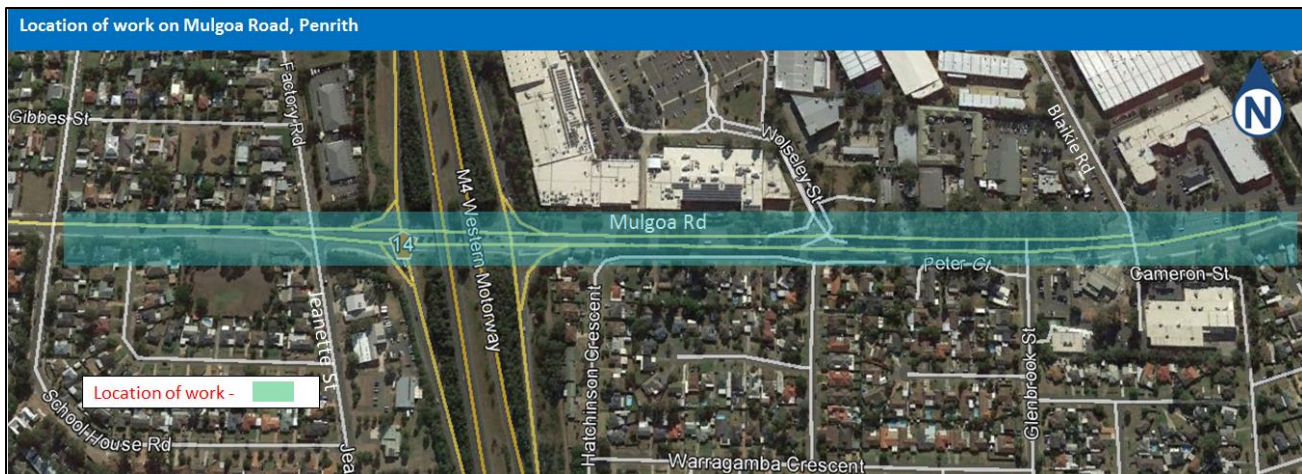 Location of work on Mulgoa Road, Penrith
Gibbes St
Factory Rd
M4 Western Motorway
14
Mulgoa Rd
Wolseley St
Blaikie Rd
N
Peter Ct
Cameron St
Jeanette St
Hatchinson Crescent
Glenbrook St
Location of work -
School House Rd
Jea
Warragamba Crescent